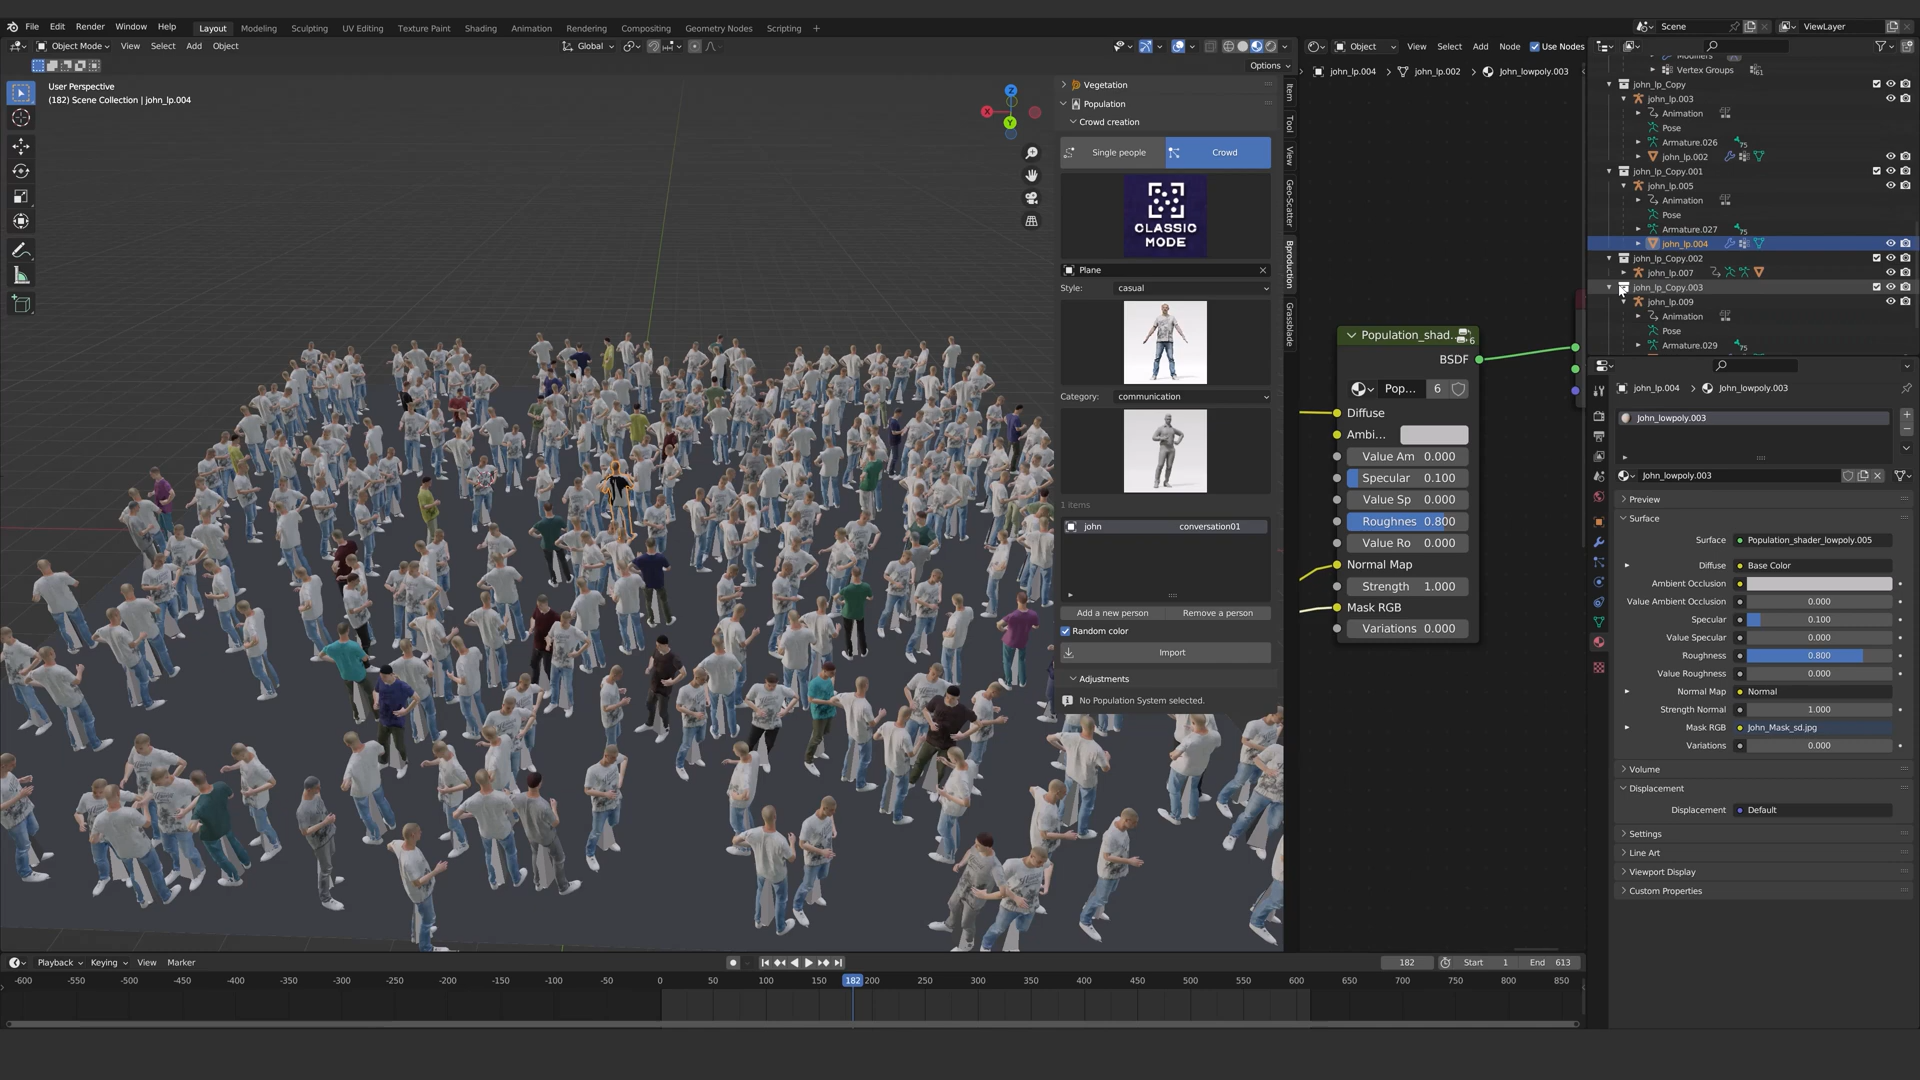 File Edit Render Window Help Layout Modeling Sculpting UV Editing Texture Paint Shading Animation Rendering Compositing Geometry Nodes Scripting + Scene ViewLayer
Object Mode View Select Add Object Global Object View Select Add Node Use Nodes
Options
User Perspective
(182) Scene Collection | john_lp.004
X
Y
Z
Vegetation
Population
Crowd creation
Single people Crowd
CLASSIC
MODE
Plane
Style: casual
Category: communication
1 items
john conversation01
Add a new person Remove a person
Random color
Import
Adjustments
No Population System selected.
Item
Tool
View
Geo-Scatter
Bproduction
Grassblade
john_lp.004 > john_lp.002 > John_lowpoly.003
Population_shad... 6
BSDF
Pop... 6
Diffuse
Ambi...
Value Am 0.000
Specular 0.100
Value Sp 0.000
Roughnes 0.800
Value Ro 0.000
Normal Map
Strength 1.000
Mask RGB
Variations 0.000
Modifiers
Vertex Groups 61
john_lp_Copy
john_lp.003
Animation
Pose
Armature.026 75
john_lp.002
john_lp_Copy.001
john_lp.005
Animation
Pose
Armature.027 75
john_lp.004
john_lp_Copy.002
john_lp.007
john_lp_Copy.003
john_lp.009
Animation
Pose
Armature.029 75
john_lp.004 > John_lowpoly.003
John_lowpoly.003
John_lowpoly.003
Preview
Surface
Surface Population_shader_lowpoly.005
Diffuse Base Color
Ambient Occlusion
Value Ambient Occlusion 0.000
Specular 0.100
Value Specular 0.000
Roughness 0.800
Value Roughness 0.000
Normal Map Normal
Strength Normal 1.000
Mask RGB John_Mask_sd.jpg
Variations 0.000
Volume
Displacement
Displacement Default
Settings
Line Art
Viewport Display
Custom Properties
Playback Keying View Marker 182 Start 1 End 613
-600 -550 -500 -450 -400 -350 -300 -250 -200 -150 -100 -50 0 50 100 150 182 200 250 300 350 400 450 500 550 600 650 700 750 800 850